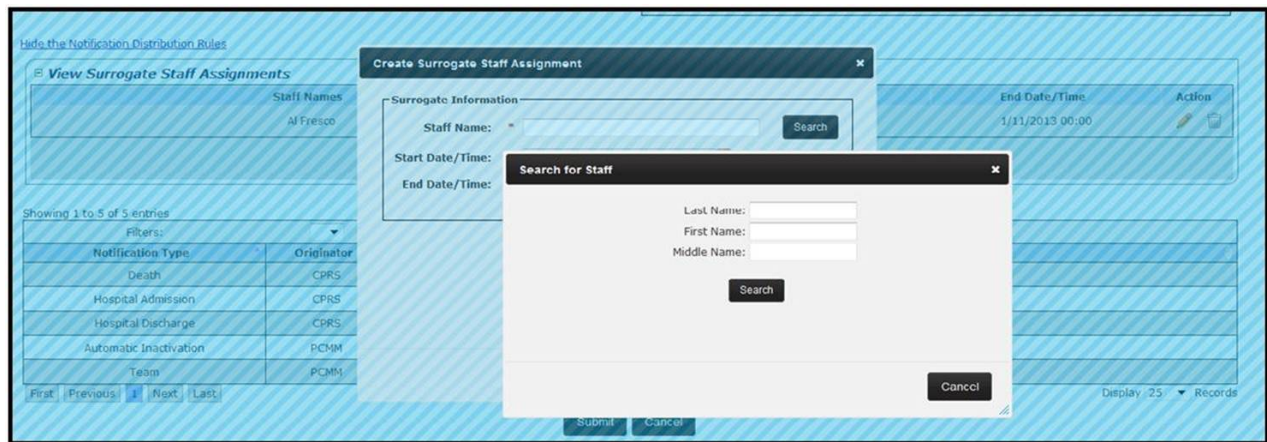 Hide the Notification Distribution Rules
View Surrogate Staff Assignments
Staff Names End Date/Time Action
Al Fresco 1/11/2013 00:00
Create Surrogate Staff Assignment
Surrogate Information
Staff Name: * Search
Start Date/Time:
End Date/Time:
Search for Staff
Last Name:
First Name:
Middle Name:
Search
Cancel
Showing 1 to 5 of 5 entries
Filters:
Notification Type Originator
Death CPRS
Hospital Admission CPRS
Hospital Discharge CPRS
Automatic Inactivation PCMM
Team PCMM
First Previous 1 Next Last Display 25 Records
Submit Cancel